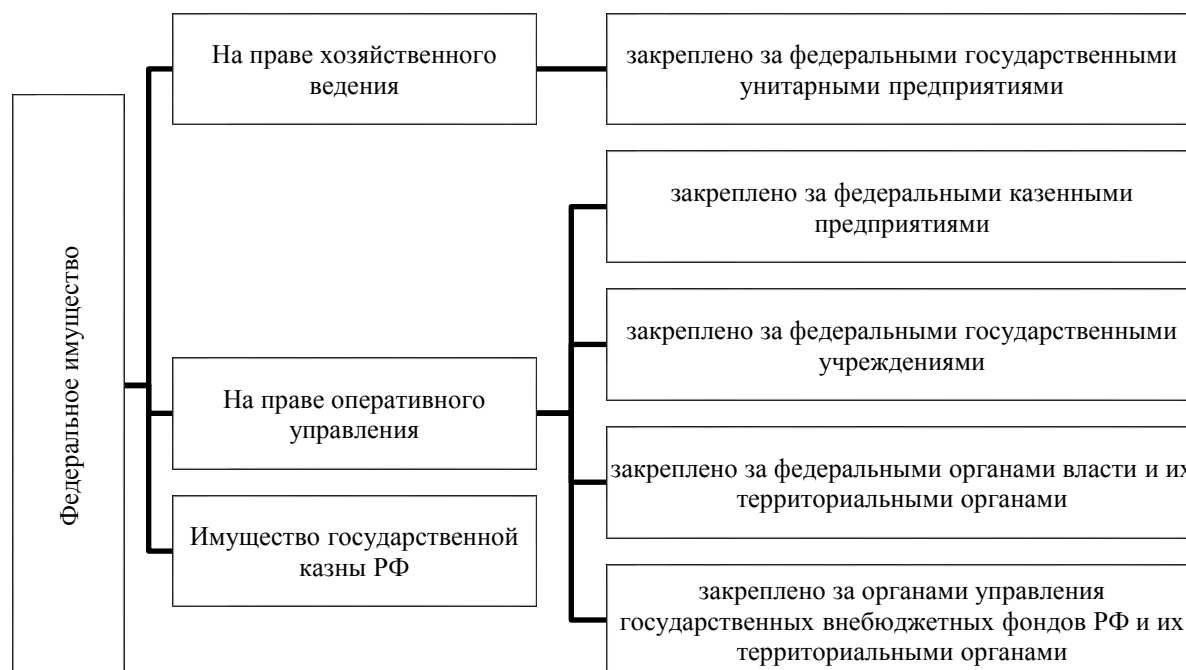 Федеральное имущество
На праве хозяйственного
ведения
закреплено за федеральными государственными
унитарными предприятиями
На праве оперативного
управления
закреплено за федеральными казенными
предприятиями
закреплено за федеральными государственными
учреждениями
закреплено за федеральными органами власти и их
территориальными органами
закреплено за органами управления
государственных внебюджетных фондов РФ и их
территориальными органами
Имущество государственной
казны РФ